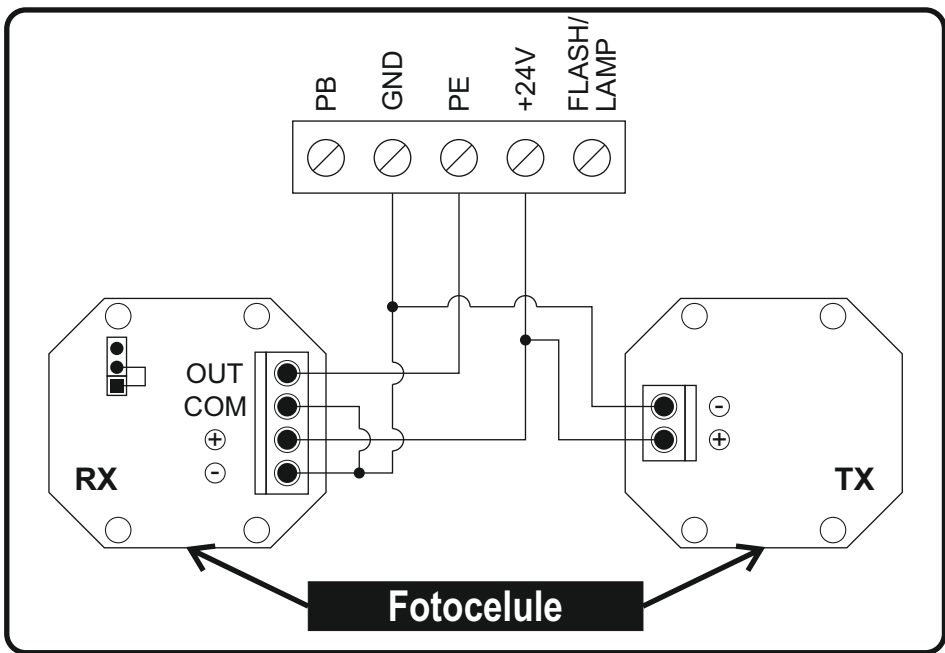 PB
GND
PE
+24V
FLASH/
LAMP
OUT
COM
+
-
RX
-
+
TX
Fotocelule